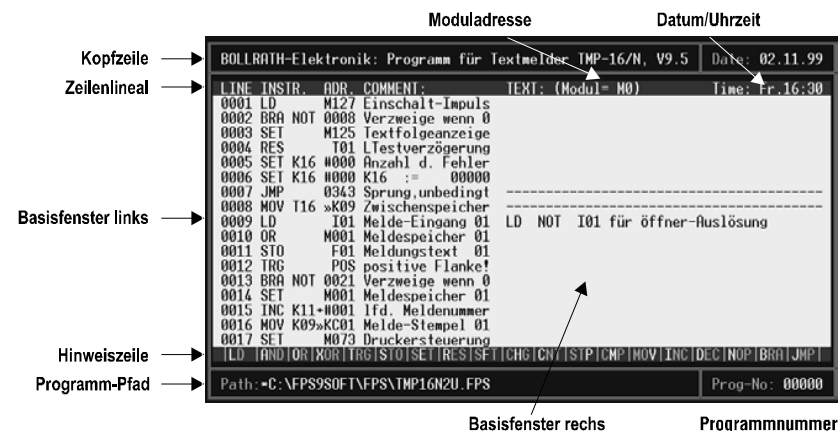 Moduladresse Datum/Uhrzeit
Kopfzeile BOLLRATH-Elektronik: Programm für Textmelder TMP-16/N, V9.5 Date: 02.11.99
Zeilenlineal LINE INSTR. ADR. COMMENT: TEXT: (Modul= M0) Time: Fr.16:30
0001 LD M127 Einschalt-Impuls
0002 BRA NOT 0008 Verzweige wenn 0
0003 SET M125 Textfolgeanzeige
0004 RES T01 LTestverzögerung
0005 SET K16 #000 Anzahl d. Fehler
0006 SET K16 #000 K16 := 00000
0007 JMP 0343 Sprung,unbedingt ----------------------------------------
0008 MOV T16 »K09 Zwischenspeicher ----------------------------------------
Basisfenster links 0009 LD I01 Melde-Eingang 01 LD NOT I01 für öffner-Auslösung
0010 OR M001 Meldespeicher 01
0011 STO F01 Meldungstext 01
0012 TRG POS positive Flanke!
0013 BRA NOT 0021 Verzweige wenn 0
0014 SET M001 Meldespeicher 01
0015 INC K11+#001 lfd. Meldenummer
0016 MOV K09»KC01 Melde-Stempel 01
0017 SET M073 Druckersteuerung
Hinweiszeile |LD |AND|OR|XOR|TRG|STO|SET|RES|SFT|CHG|CNT|STP|CMP|MOV|INC|DEC|NOP|BRA|JMP|
Programm-Pfad Path:*C:\FPS9SOFT\FPS\TMP16N2U.FPS Prog-No: 00000
Basisfenster rechs Programmnummer